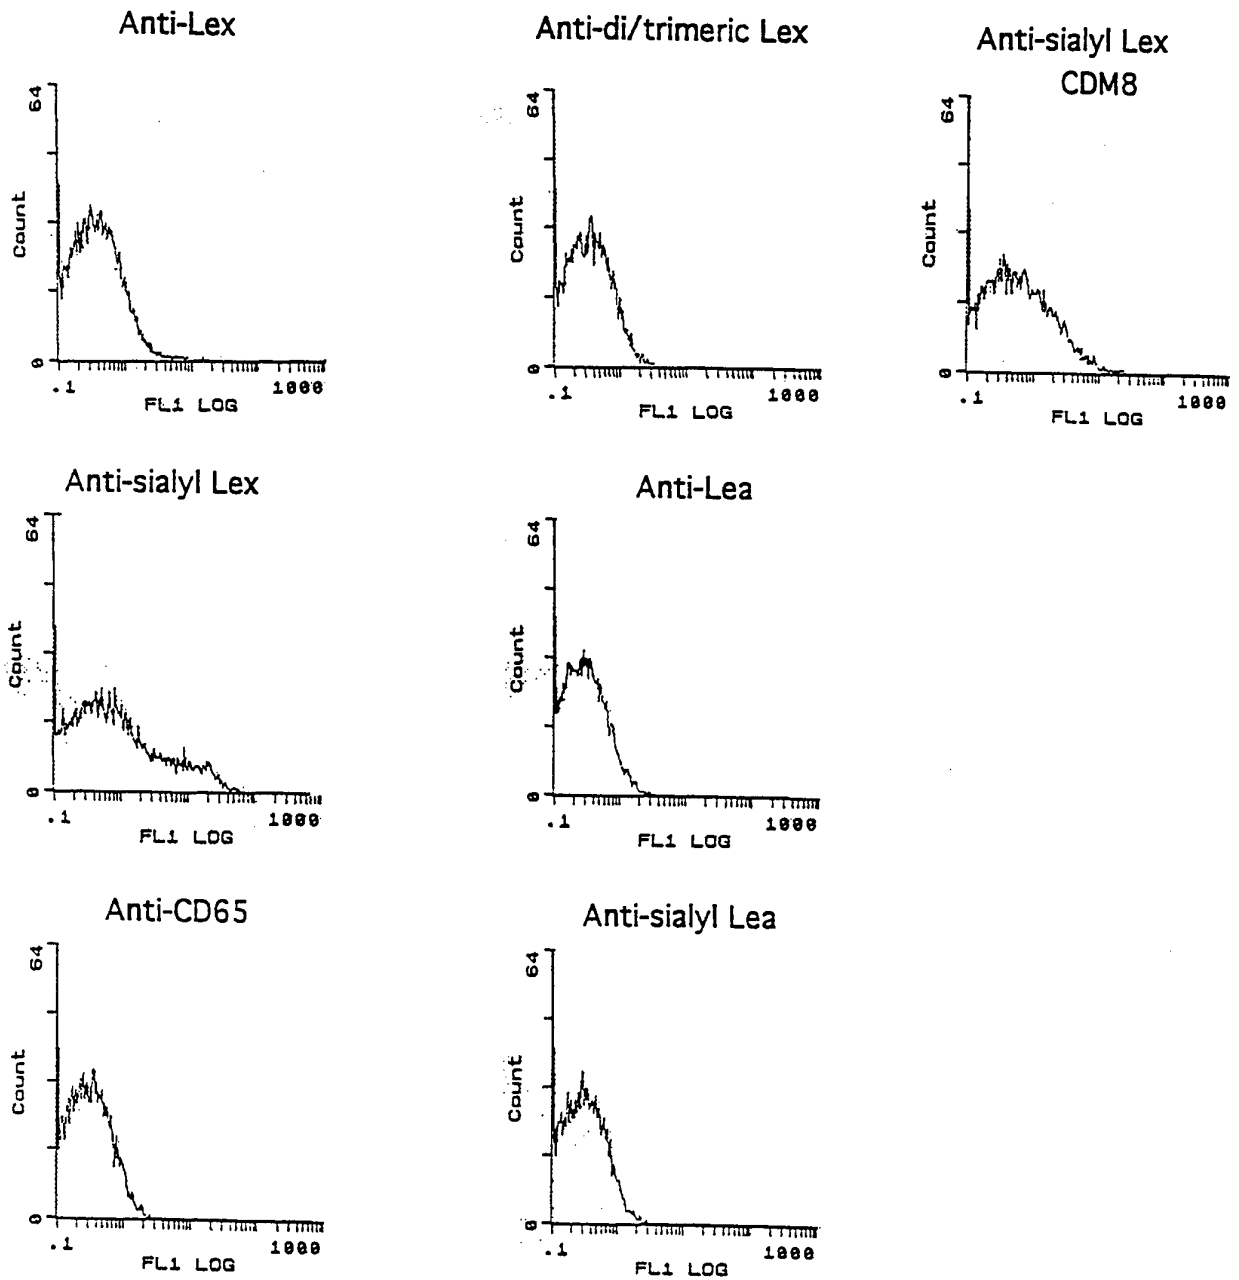 Anti-Lex
64
Count
0
.1
1000
FL1 LOG
Anti-di/trimeric Lex
64
Count
0
.1
1000
FL1 LOG
Anti-sialyl Lex
CDM8
64
Count
0
.1
1000
FL1 LOG
Anti-sialyl Lex
64
Count
0
.1
1000
FL1 LOG
Anti-Lea
64
Count
0
.1
1000
FL1 LOG
Anti-CD65
64
Count
0
.1
1000
FL1 LOG
Anti-sialyl Lea
64
Count
0
.1
1000
FL1 LOG